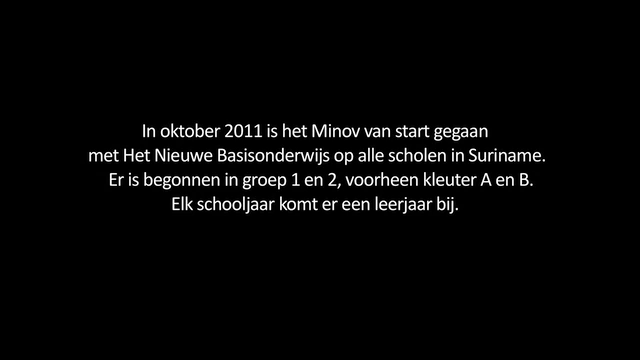 In oktober 2011 is het Minov van start gegaan
met Het Nieuwe Basisonderwijs op alle scholen in Suriname.
Er is begonnen in groep 1 en 2, voorheen kleuter A en B.
Elk schooljaar komt er een leerjaar bij.